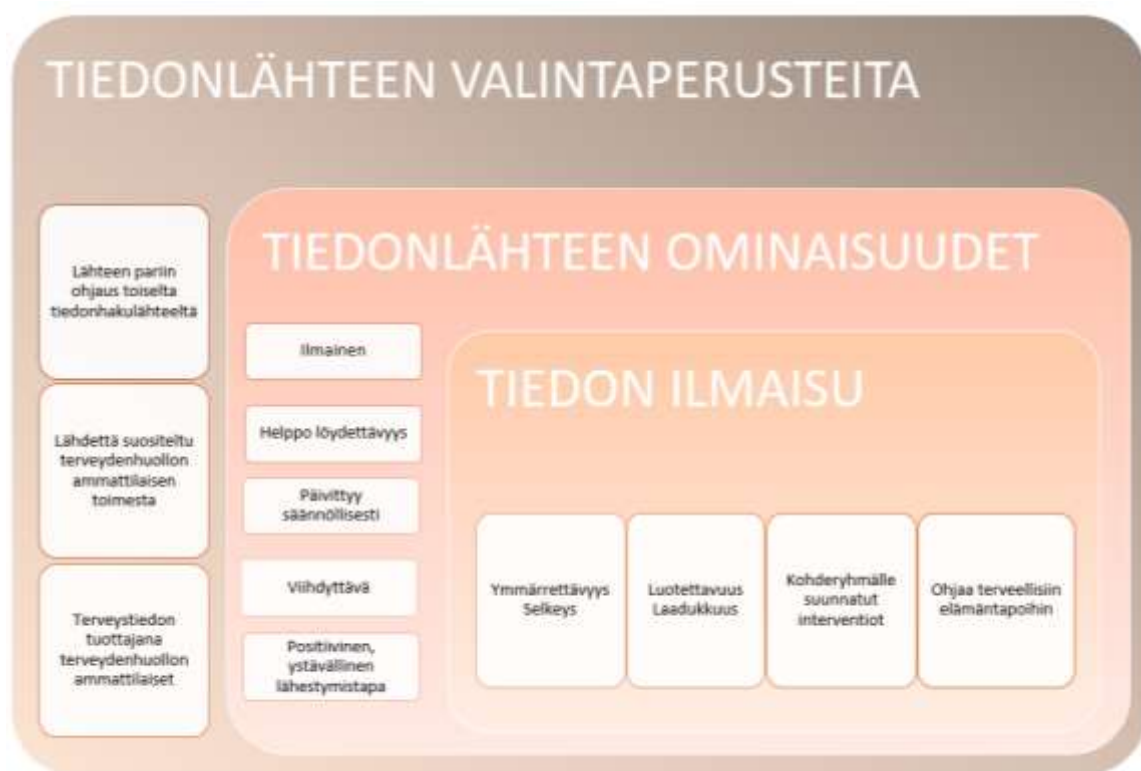 TIEDONLÄHTEEN VALINTAPERUSTEITA
Lähteen pariin
ohjaus toiselta
tiedonhakulähteeltä
Lähdettä suositeltu
terveydenhuollon
ammattilaisen
toimesta
Terveystiedon
tuottajana
terveydenhuollon
ammattilaiset
TIEDONLÄHTEEN OMINAISUUDET
Ilmainen
Helppo löydettävyys
Päivittyy
säännöllisesti
Viihdyttävä
Positiivinen,
ystävällinen
lähestymistapa
TIEDON ILMAISU
Ymmärrettävyys
Selkeys
Luotettavuus
Laadukkuus
Kohderyhmälle
suunnatut
interventiot
Ohjaa terveellisiin
elämäntapoihin